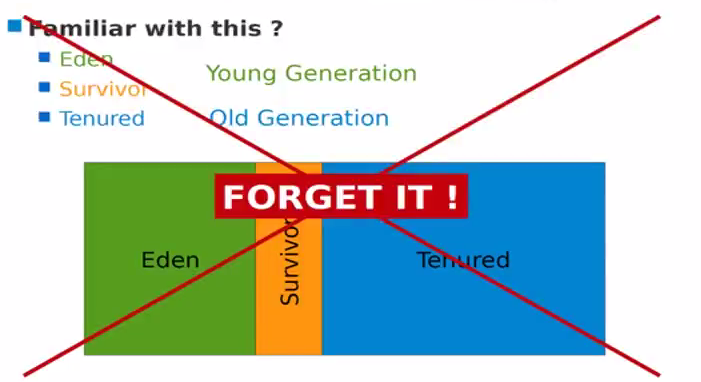 Familiar with this ?
Eden
Young Generation
Survivor
Tenured
Old Generation
FORGET IT !
Eden
Survivor
Tenured